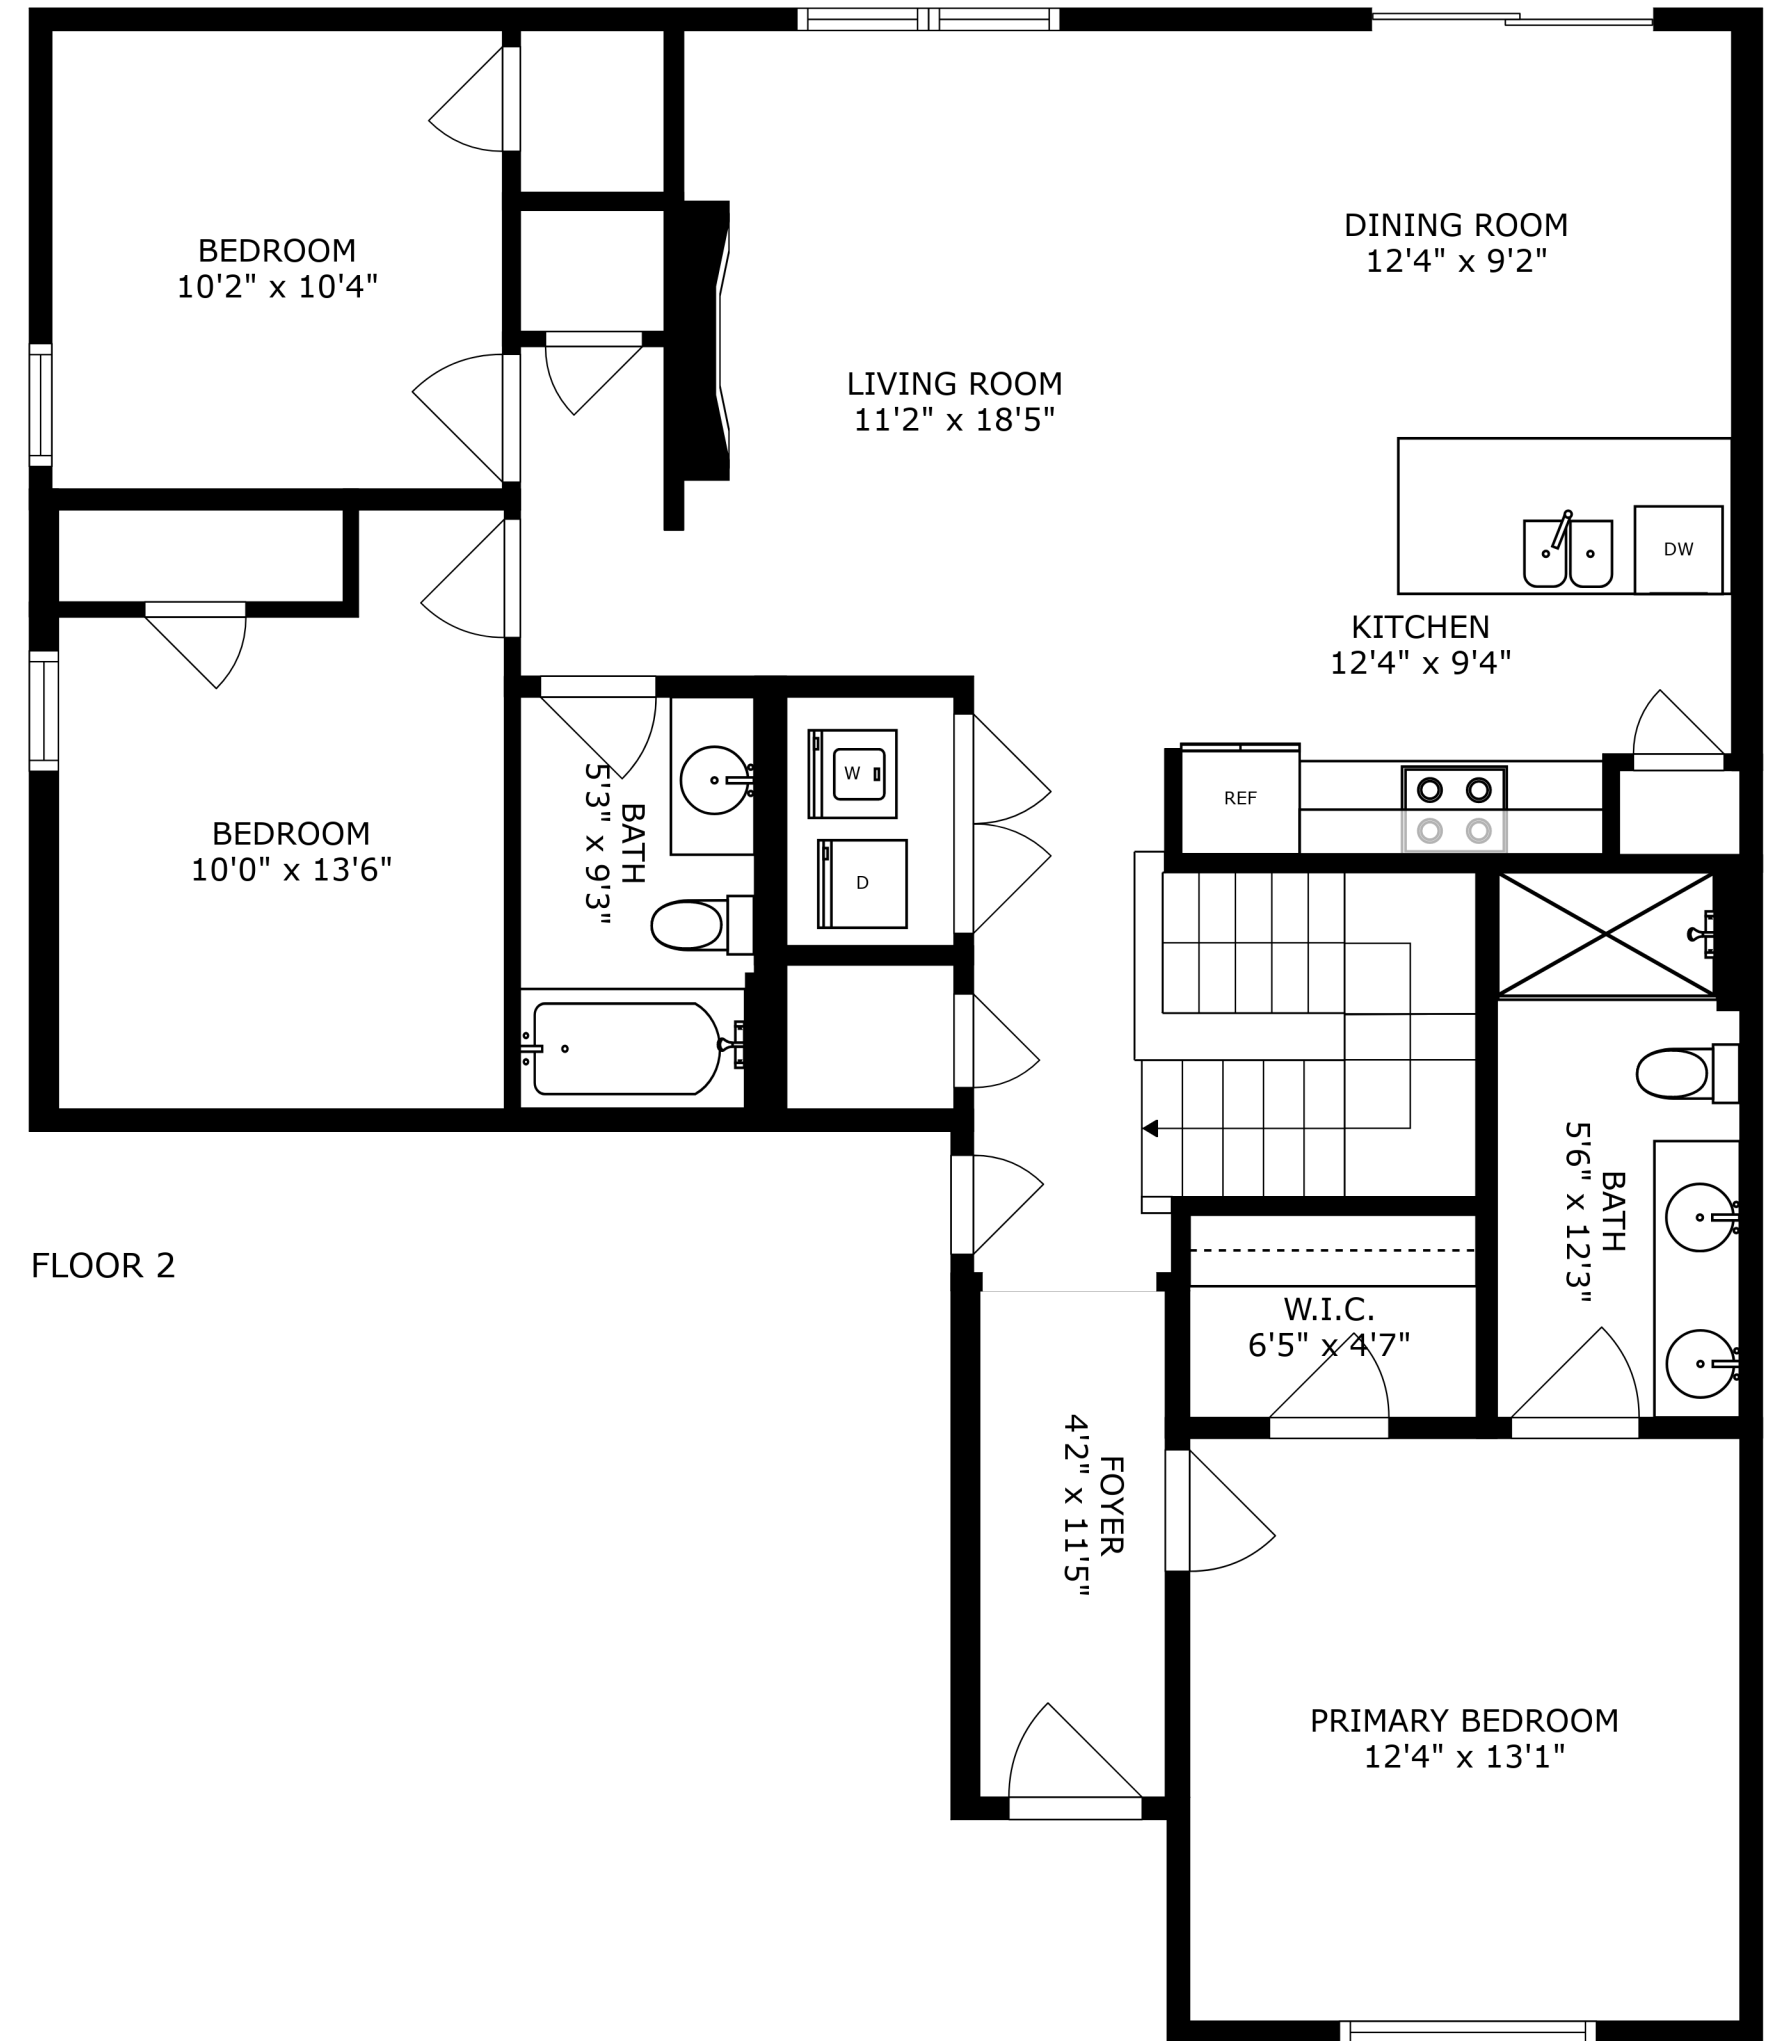 BEDROOM
10'2" x 10'4"
DINING ROOM
12'4" x 9'2"
LIVING ROOM
11'2" x 18'5"
DW
KITCHEN
12'4" x 9'4"
W
REF
BEDROOM
10'0" x 13'6"
BATH
5'3" x 9'3"
D
BATH
5'6" x 12'3"
FLOOR 2
W.I.C.
6'5" x 4'7"
FOYER
4'2" x 11'5"
PRIMARY BEDROOM
12'4" x 13'1"